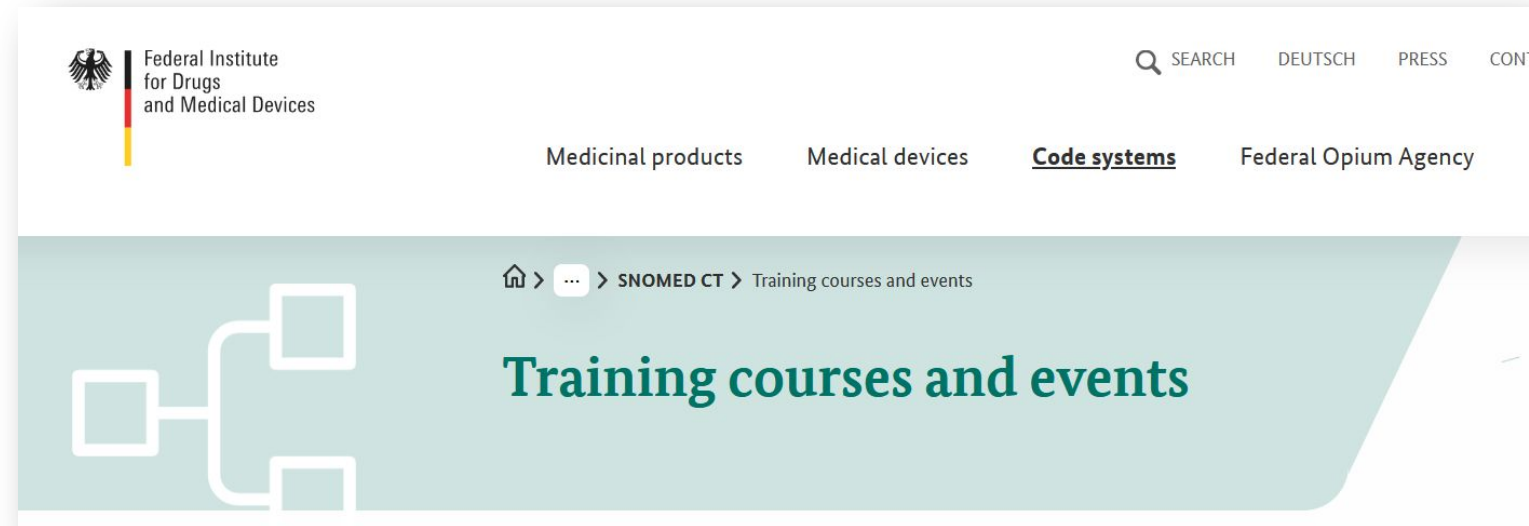 Federal Institute
for Drugs
and Medical Devices
SEARCH DEUTSCH PRESS CONT
Medicinal products Medical devices Code systems Federal Opium Agency
... > SNOMED CT > Training courses and events
Training courses and events